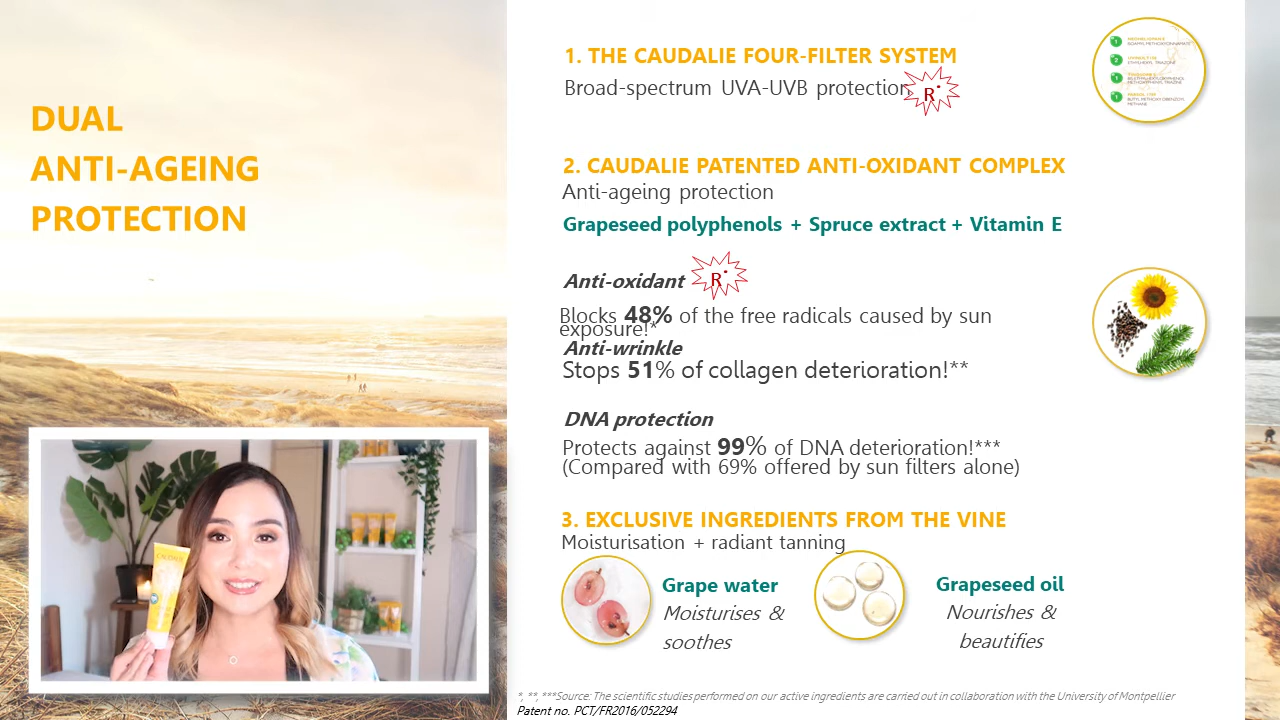 DUAL
ANTI-AGEING
PROTECTION
1. THE CAUDALIE FOUR-FILTER SYSTEM
Broad-spectrum UVA-UVB protection
R*
2. CAUDALIE PATENTED ANTI-OXIDANT COMPLEX
Anti-ageing protection
Grapeseed polyphenols + Spruce extract + Vitamin E
Anti-oxidant
R*
Blocks 48% of the free radicals caused by sun
exposure!*
Anti-wrinkle
Stops 51% of collagen deterioration!**
DNA protection
Protects against 99% of DNA deterioration!***
(Compared with 69% offered by sun filters alone)
3. EXCLUSIVE INGREDIENTS FROM THE VINE
Moisturisation + radiant tanning
Grape water
Moisturises &
soothes
Grapeseed oil
Nourishes &
beautifies
*, **, ***Source: The scientific studies performed on our active ingredients are carried out in collaboration with the University of Montpellier
Patent no. PCT/FR2016/052294